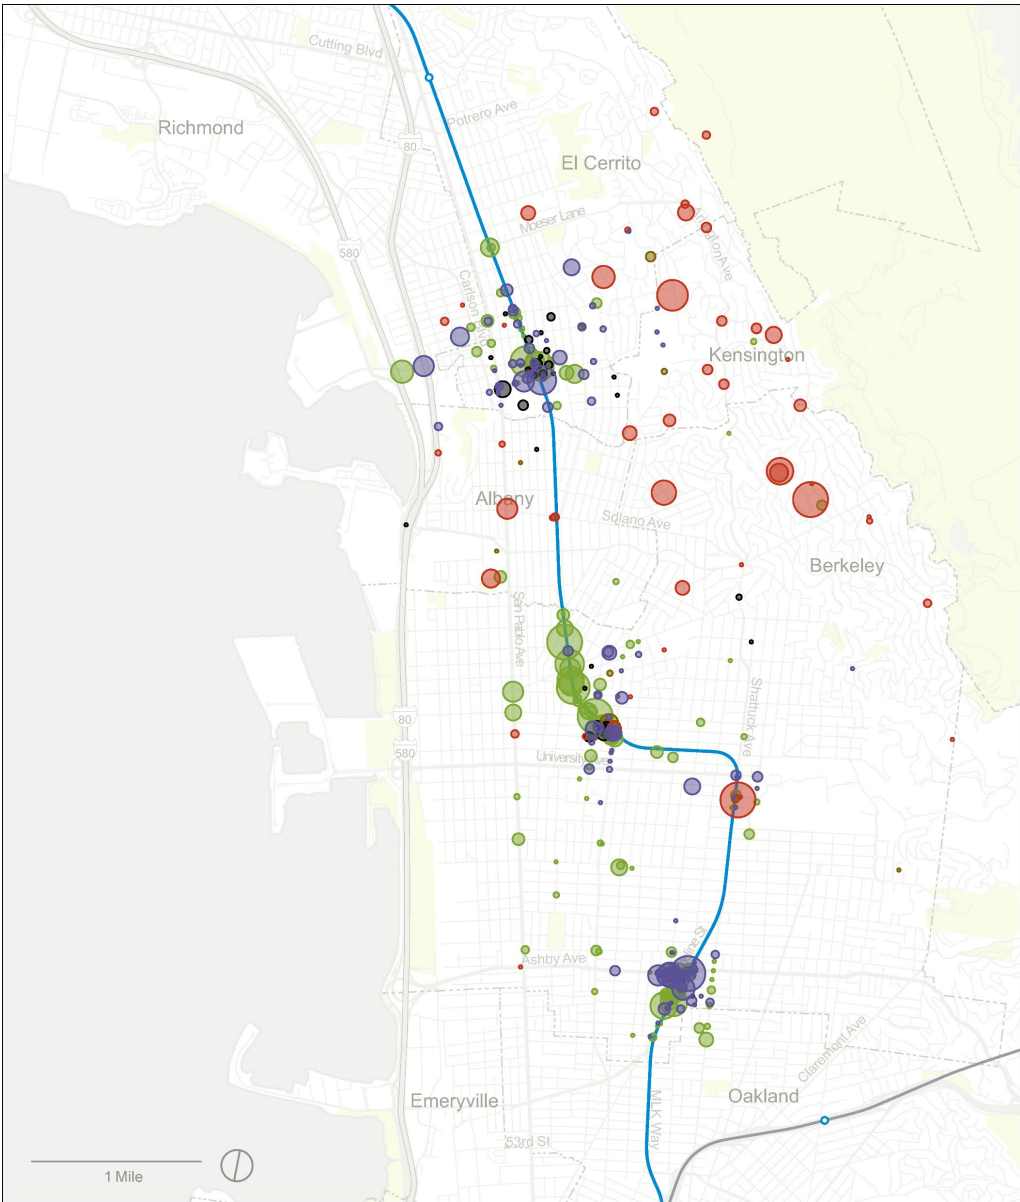 Cutting Blvd
Potrero Ave
Richmond
80
El Cerrito
Moeser Lane
Arlington Ave
580
Carlson Blvd
Kensington
Albany
Solano Ave
Berkeley
San Pablo Ave
Shattuck Ave
80
580
University Ave
Ashby Ave
Claremont Ave
Emeryville
Oakland
MLK Way
53rd St
1 Mile